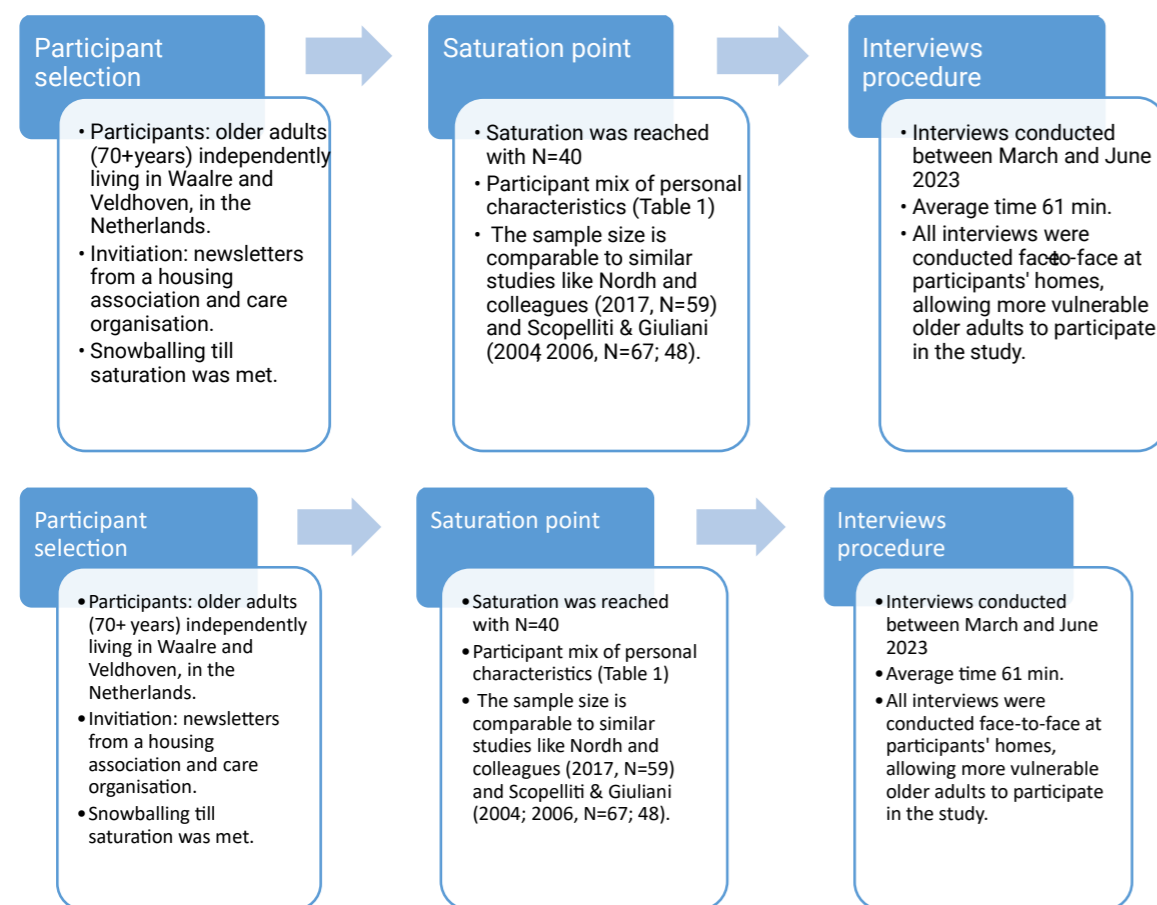 Participant
selection
• Participants: older adults
(70+years) independently
living in Waalre and
Veldhoven, in the
Netherlands.
• Invitiation: newsletters
from a housing
association and care
organisation.
• Snowballing till
saturation was met.
Saturation point
• Saturation was reached
with N=40
• Participant mix of personal
characteristics (Table 1)
• The sample size is
comparable to similar
studies like Nordh and
colleagues (2017, N=59)
and Scopelliti & Giuliani
(2004; 2006, N=67; 48).
Interviews
procedure
• Interviews conducted
between March and June
2023
• Average time 61 min.
• All interviews were
conducted face-to-face at
participants' homes,
allowing more vulnerable
older adults to participate
in the study.
Participant
selection
• Participants: older adults
(70+ years) independently
living in Waalre and
Veldhoven, in the
Netherlands.
• Invitiation: newsletters
from a housing
association and care
organisation.
• Snowballing till
saturation was met.
Saturation point
• Saturation was reached
with N=40
• Participant mix of personal
characteristics (Table 1)
• The sample size is
comparable to similar
studies like Nordh and
colleagues (2017, N=59)
and Scopelliti & Giuliani
(2004; 2006, N=67; 48).
Interviews
procedure
• Interviews conducted
between March and June
2023
• Average time 61 min.
• All interviews were
conducted face-to-face at
participants' homes,
allowing more vulnerable
older adults to participate
in the study.